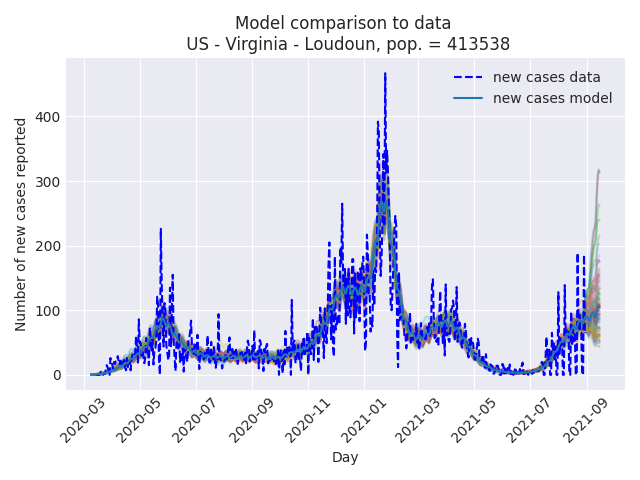 Model comparison to data
US - Virginia - Loudoun, pop. = 413538
new cases data
new cases model
Number of new cases reported
400
300
200
100
0
2020-03
2020-05
2020-07
2020-09
2020-11
2021-01
2021-03
2021-05
2021-07
2021-09
Day